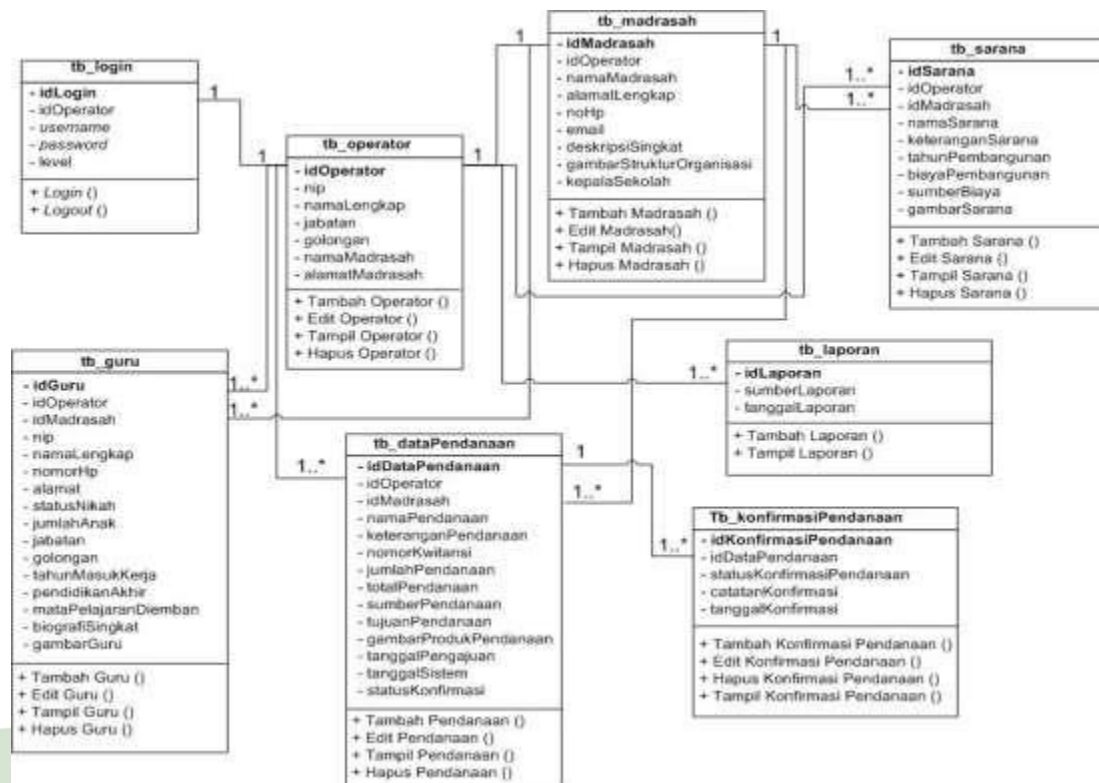 tb_login
- idLogin
- idOperator
- username
- password
- level
+ Login ()
+ Logout ()
1
1
tb_operator
- idOperator
- nip
- namaLengkap
- jabatan
- golongan
- namaMadrasah
- alamatMadrasah
+ Tambah Operator ()
+ Edit Operator ()
+ Tampil Operator ()
+ Hapus Operator ()
1
1
tb_madrasah
- idMadrasah
- idOperator
- namaMadrasah
- alamatLengkap
- noHp
- email
- deskripsiSingkat
- gambarStrukturOrganisasi
- kepalaSekolah
+ Tambah Madrasah ()
+ Edit Madrasah()
+ Tampil Madrasah ()
+ Hapus Madrasah ()
1
1..*
1..*
tb_sarana
- idSarana
- idOperator
- idMadrasah
- namaSarana
- keteranganSarana
- tahunPembangunan
- biayaPembangunan
- sumberBiaya
- gambarSarana
+ Tambah Sarana ()
+ Edit Sarana ()
+ Tampil Sarana ()
+ Hapus Sarana ()
tb_guru
- idGuru
- idOperator
- idMadrasah
- nip
- namaLengkap
- nomorHp
- alamat
- statusNikah
- jumlahAnak
- jabatan
- golongan
- tahunMasukKerja
- pendidikanAkhir
- mataPelajaranDiemban
- biografiSingkat
- gambarGuru
+ Tambah Guru ()
+ Edit Guru ()
+ Tampil Guru ()
+ Hapus Guru ()
1..*
1..*
1..*
tb_dataPendanaan
- idDataPendanaan
- idOperator
- idMadrasah
- namaPendanaan
- keteranganPendanaan
- nomorKwitansi
- jumlahPendanaan
- totalPendanaan
- sumberPendanaan
- tujuanPendanaan
- gambarProdukPendanaan
- tanggalPengajuan
- tanggalSistem
- statusKonfirmasi
+ Tambah Pendanaan ()
+ Edit Pendanaan ()
+ Tampil Pendanaan ()
+ Hapus Pendanaan ()
1
1..*
1..*
tb_laporan
- idLaporan
- sumberLaporan
- tanggalLaporan
+ Tambah Laporan ()
+ Tampil Laporan ()
1..*
Tb_konfirmasiPendanaan
- idKonfirmasiPendanaan
- idDataPendanaan
- statusKonfirmasiPendanaan
- catatanKonfirmasi
- tanggalKonfirmasi
+ Tambah Konfirmasi Pendanaan ()
+ Edit Konfirmasi Pendanaan ()
+ Hapus Konfirmasi Pendanaan ()
+ Tampil Konfirmasi Pendanaan ()